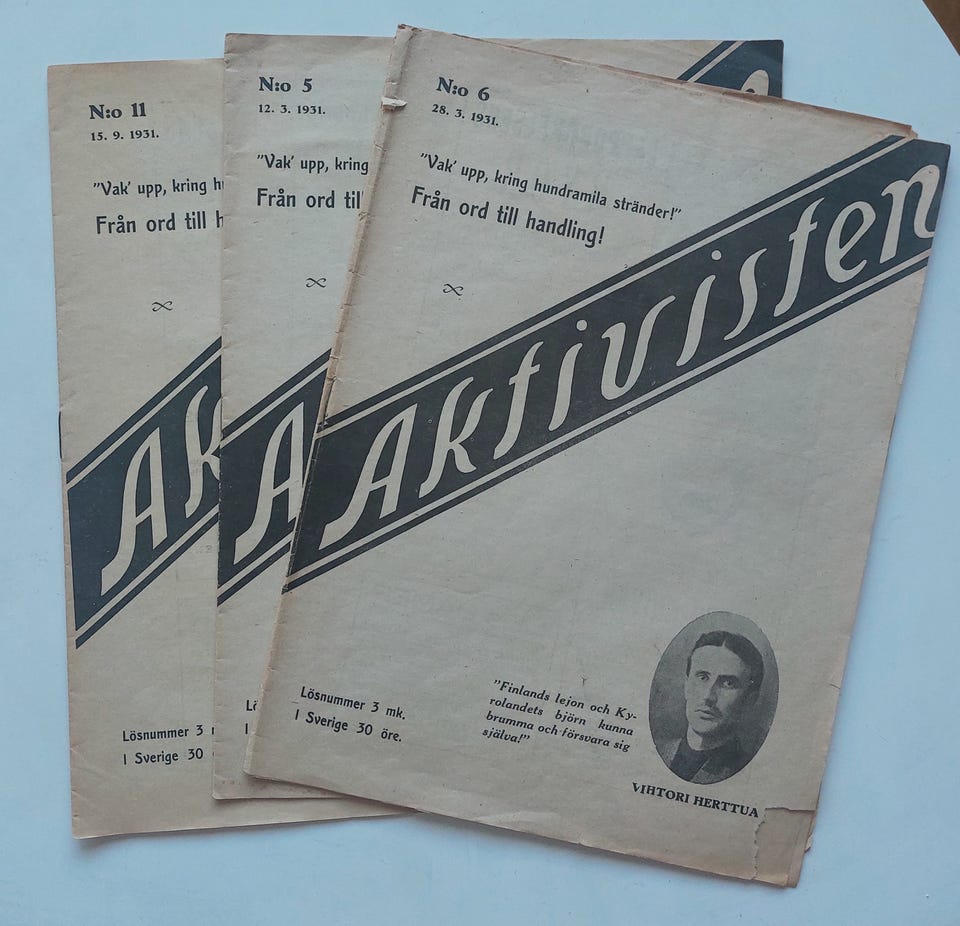 N:o 11
15. 9. 1931.
"Vak' upp, kring
Från ord till
Ak
Lösnummer 3
I Sverige 30
N:o 5
12. 3. 1931.
"Vak' upp, kring
Från ord til
A
N:o 6
28. 3. 1931.
"Vak' upp, kring hundramila stränder!"
Från ord till handling!
Aktivisten
Lösnummer 3 mk.
I Sverige 30 öre.
"Finlands lejon och Ky-
rolandets björn kunna
brumma och försvara sig
själva!"
VIHTORI HERTTUA